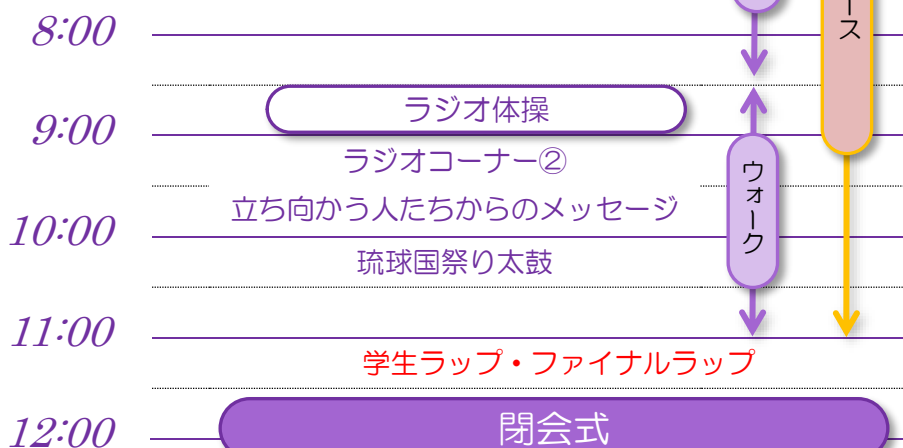 ース
8:00
ラジオ体操
9:00
ラジオコーナー②
ウォーク
立ち向かう人たちからのメッセージ
10:00
琉球国祭り太鼓
11:00
学生ラップ・ファイナルラップ
閉会式
12:00